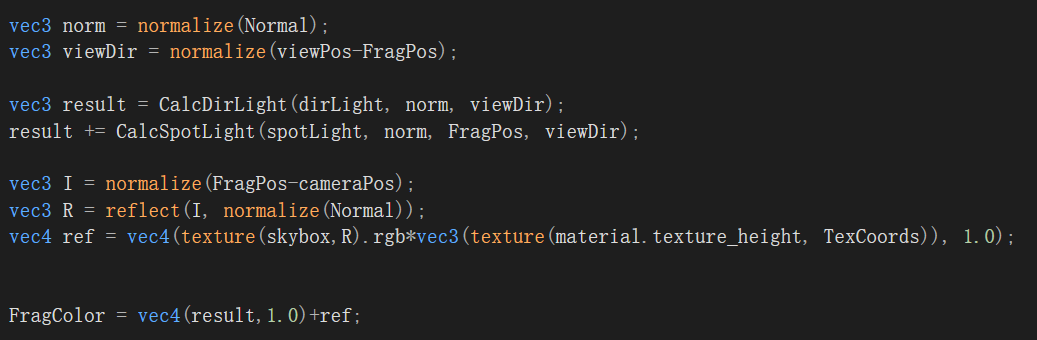 vec3 norm = normalize(Normal);
vec3 viewDir = normalize(viewPos-FragPos);
vec3 result = CalcDirLight(dirLight, norm, viewDir);
result += CalcSpotLight(spotLight, norm, FragPos, viewDir);
vec3 I = normalize(FragPos-cameraPos);
vec3 R = reflect(I, normalize(Normal));
vec4 ref = vec4(texture(skybox,R).rgb*vec3(texture(material.texture_height, TexCoords)), 1.0);
FragColor = vec4(result,1.0)+ref;